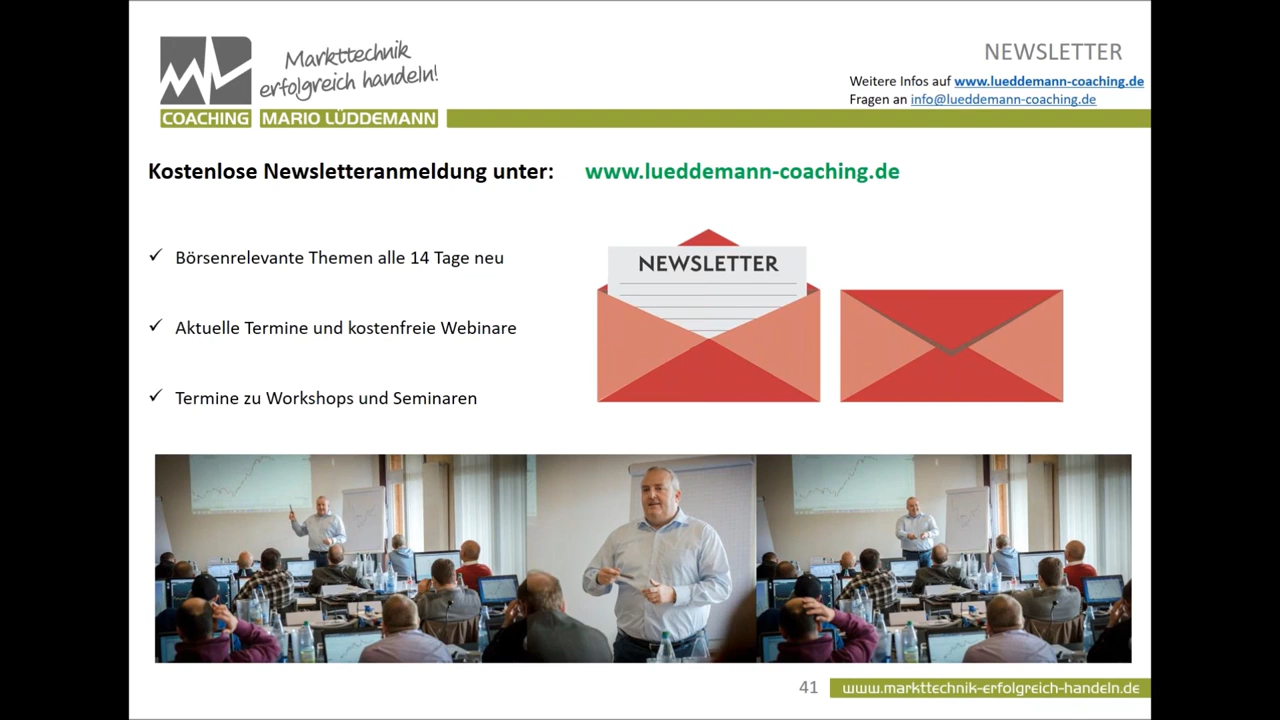 Markttechnik
erfolgreich handeln!
COACHING MARIO LÜDDEMANN
NEWSLETTER
Weitere Infos auf www.lueddemann-coaching.de
Fragen an info@lueddemann-coaching.de
Kostenlose Newsletteranmeldung unter: www.lueddemann-coaching.de
✓ Börsenrelevante Themen alle 14 Tage neu
✓ Aktuelle Termine und kostenfreie Webinare
✓ Termine zu Workshops und Seminaren
NEWSLETTER
41 www.markttechnik-erfolgreich-handeln.de